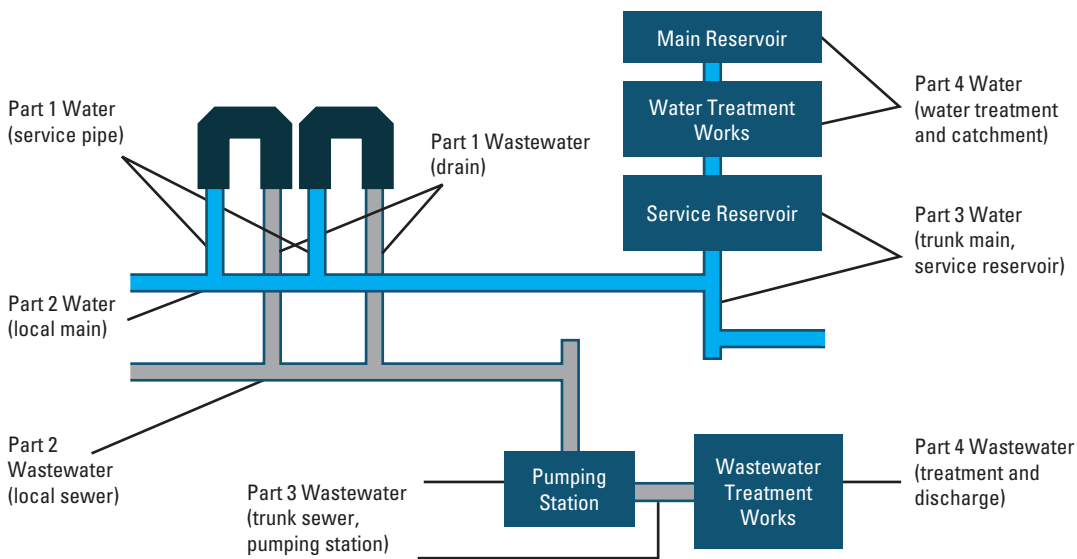 Main Reservoir
Water Treatment
Works
Service Reservoir
Part 4 Water
(water treatment
and catchment)
Part 1 Water
(service pipe)
Part 1 Wastewater
(drain)
Part 3 Water
(trunk main,
service reservoir)
Part 2 Water
(local main)
Part 2
Wastewater
(local sewer)
Part 3 Wastewater
(trunk sewer,
pumping station)
Pumping
Station
Wastewater
Treatment
Works
Part 4 Wastewater
(treatment and
discharge)